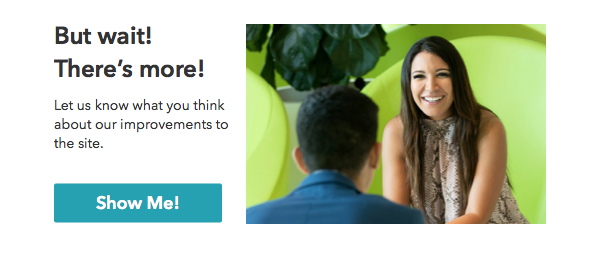 But wait!
There’s more!
Let us know what you think
about our improvements to
the site.
Show Me!